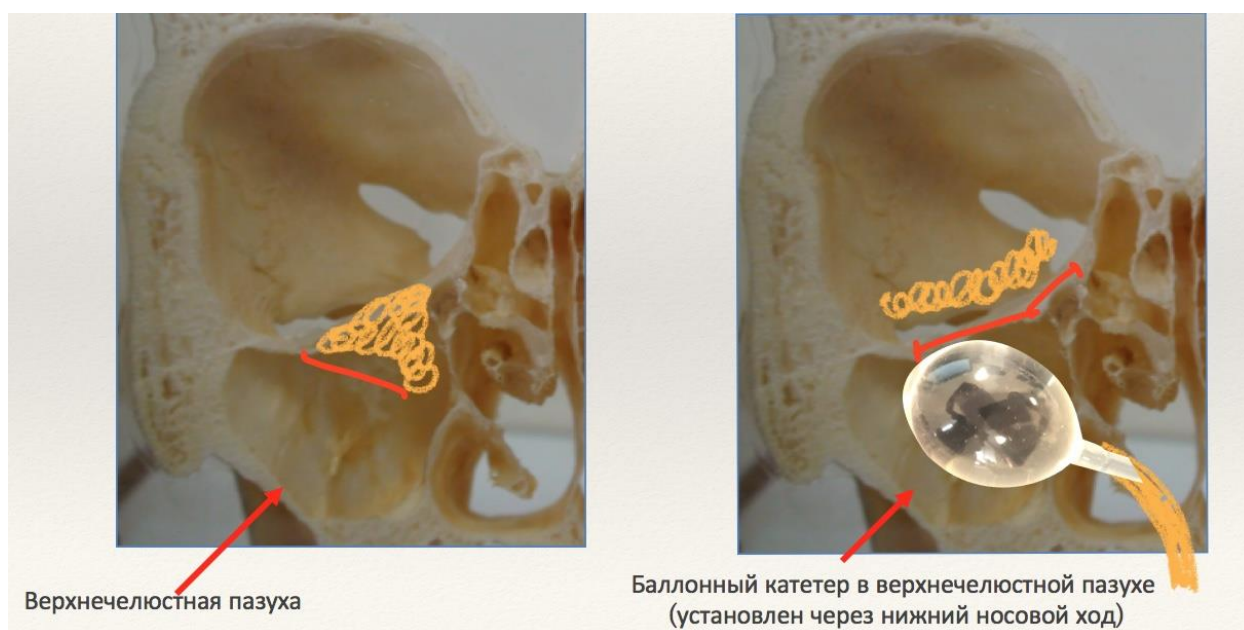 Верхнечелюстная пазуха
Баллонный катетер в верхнечелюстной пазухе
(установлен через нижний носовой ход)